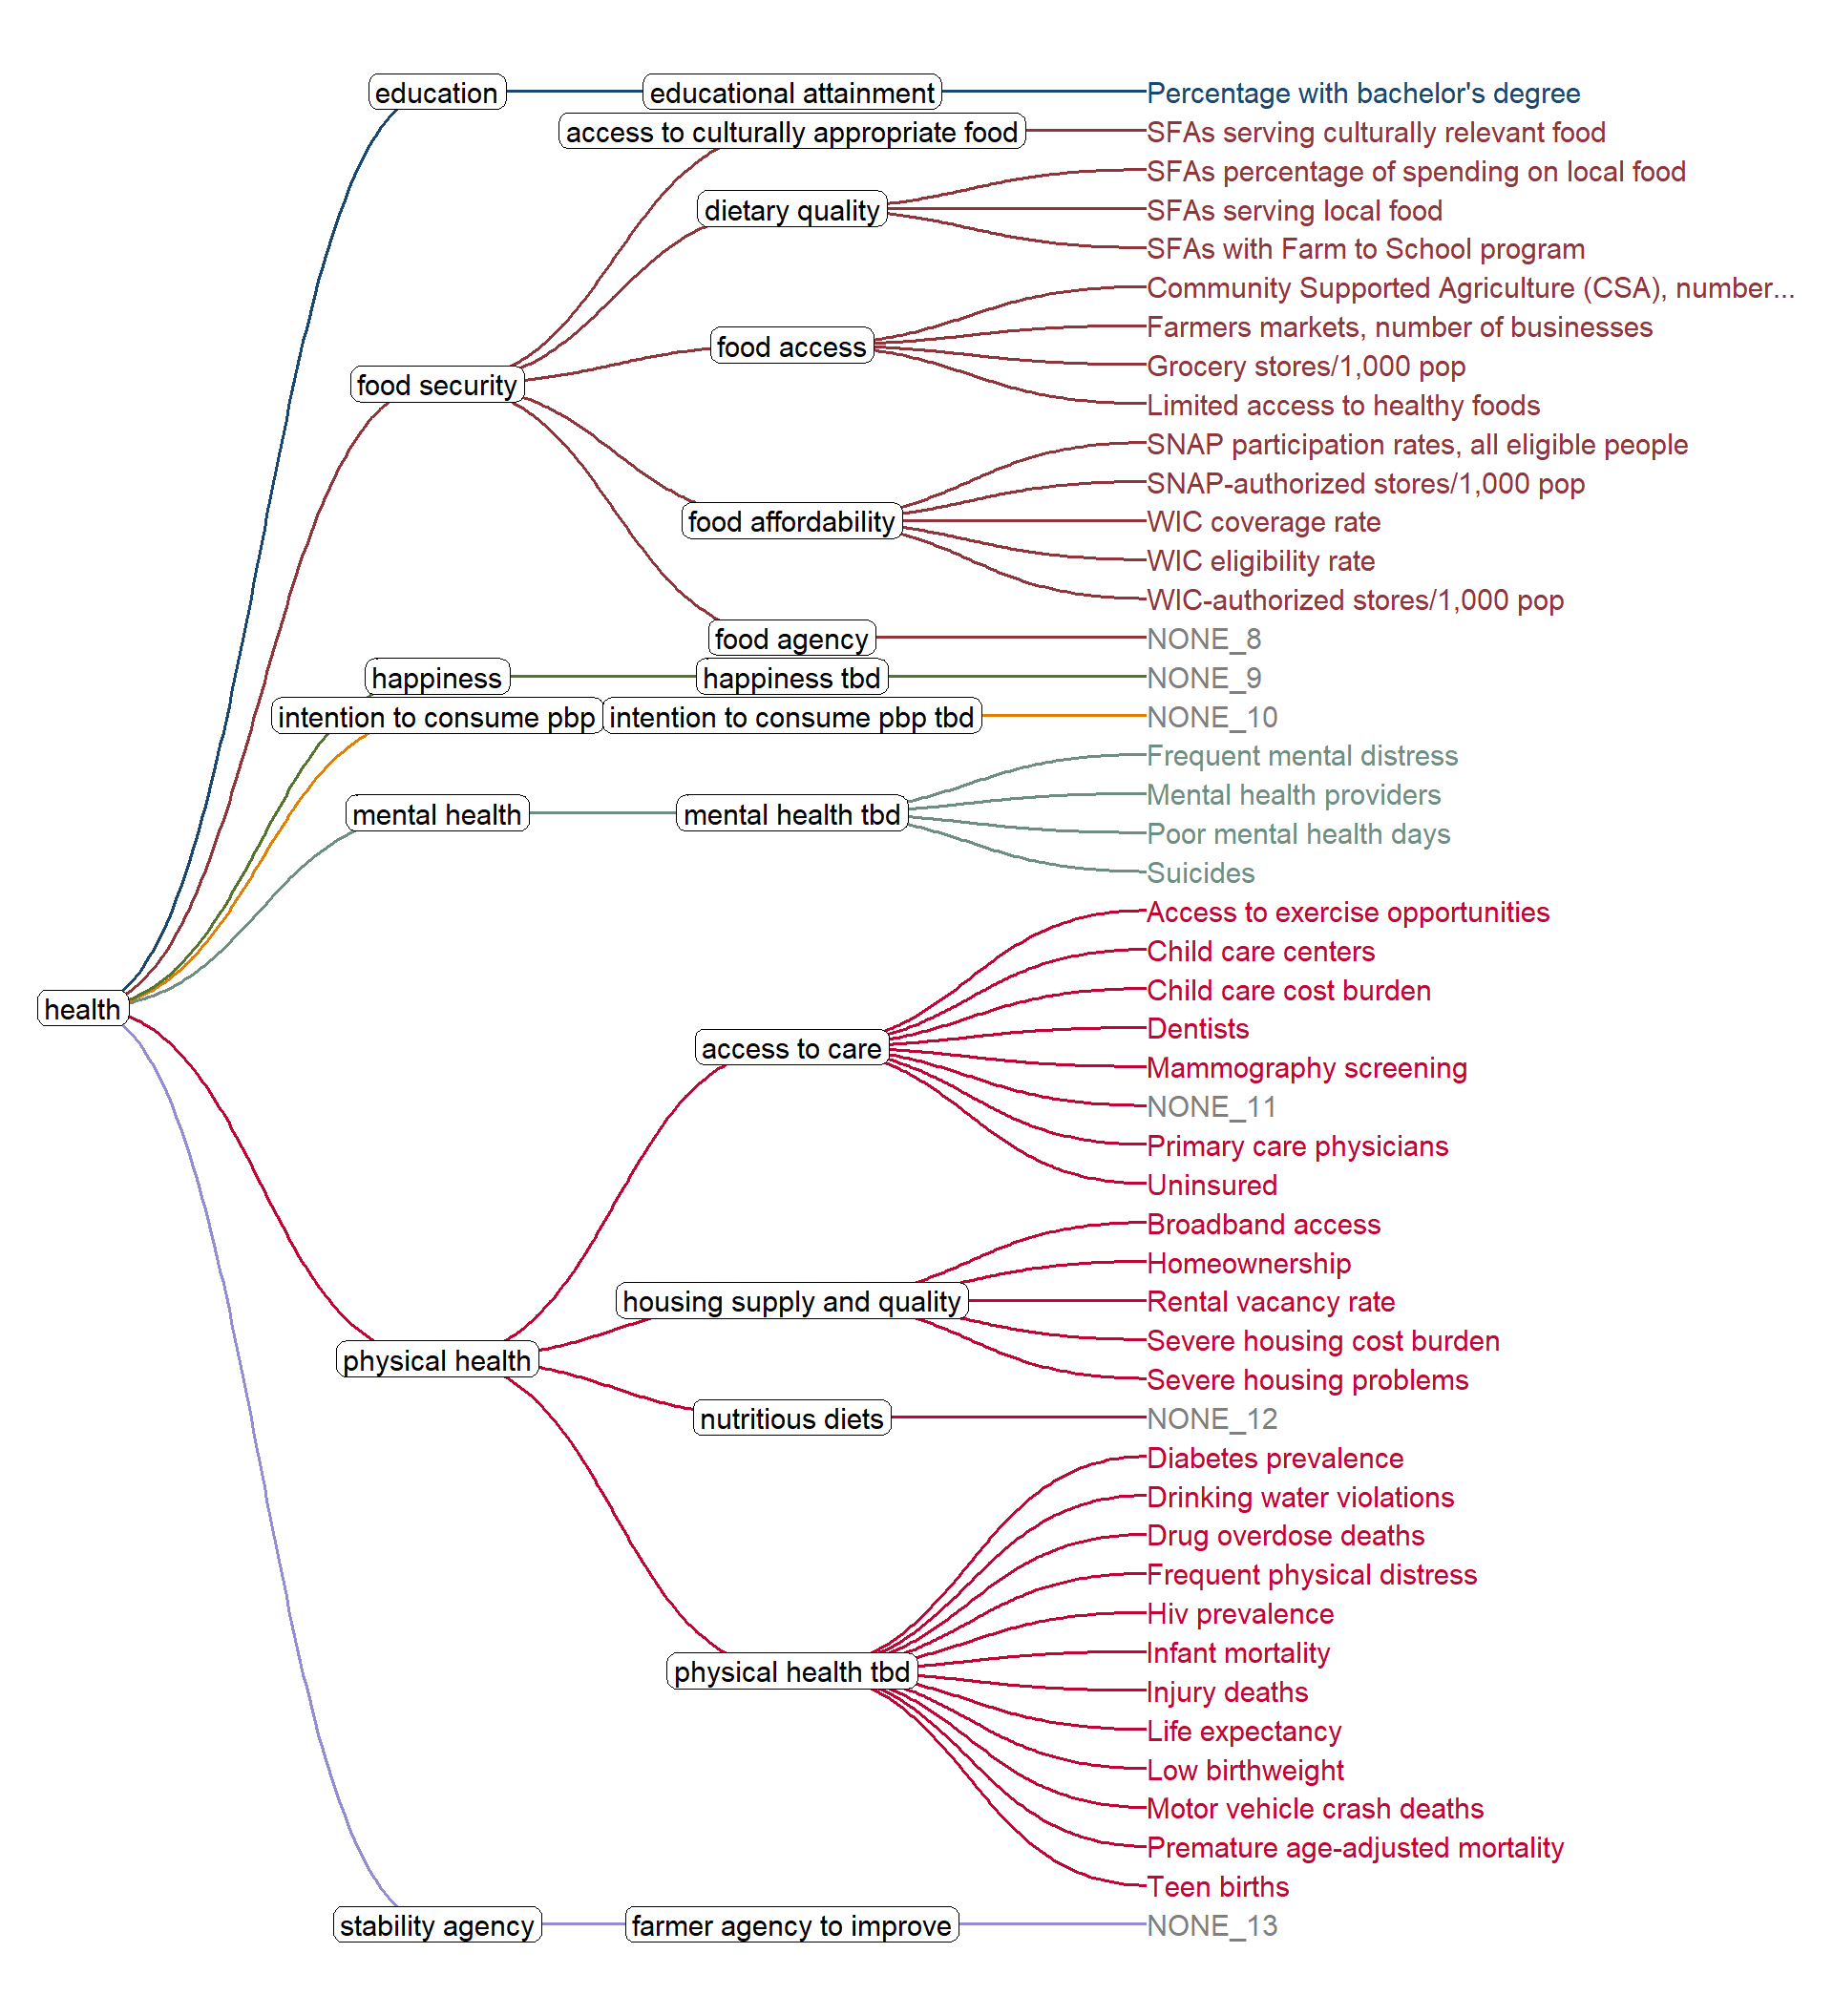 education
educational attainment
Percentage with bachelor's degree
access to culturally appropriate food
SFAs serving culturally relevant food
SFAs percentage of spending on local food
dietary quality
SFAs serving local food
SFAs with Farm to School program
Community Supported Agriculture (CSA), number...
Farmers markets, number of businesses
food access
Grocery stores/1,000 pop
food security
Limited access to healthy foods
SNAP participation rates, all eligible people
SNAP-authorized stores/1,000 pop
food affordability
WIC coverage rate
WIC eligibility rate
WIC-authorized stores/1,000 pop
food agency
NONE_8
happiness
happiness tbd
NONE_9
intention to consume pbp
intention to consume pbp tbd
NONE_10
Frequent mental distress
Mental health providers
mental health
mental health tbd
Poor mental health days
Suicides
Access to exercise opportunities
Child care centers
Child care cost burden
health
Dentists
access to care
Mammography screening
NONE_11
Primary care physicians
Uninsured
Broadband access
Homeownership
housing supply and quality
Rental vacancy rate
Severe housing cost burden
physical health
Severe housing problems
nutritious diets
NONE_12
Diabetes prevalence
Drinking water violations
Drug overdose deaths
Frequent physical distress
Hiv prevalence
Infant mortality
physical health tbd
Injury deaths
Life expectancy
Low birthweight
Motor vehicle crash deaths
Premature age-adjusted mortality
Teen births
stability agency
farmer agency to improve
NONE_13